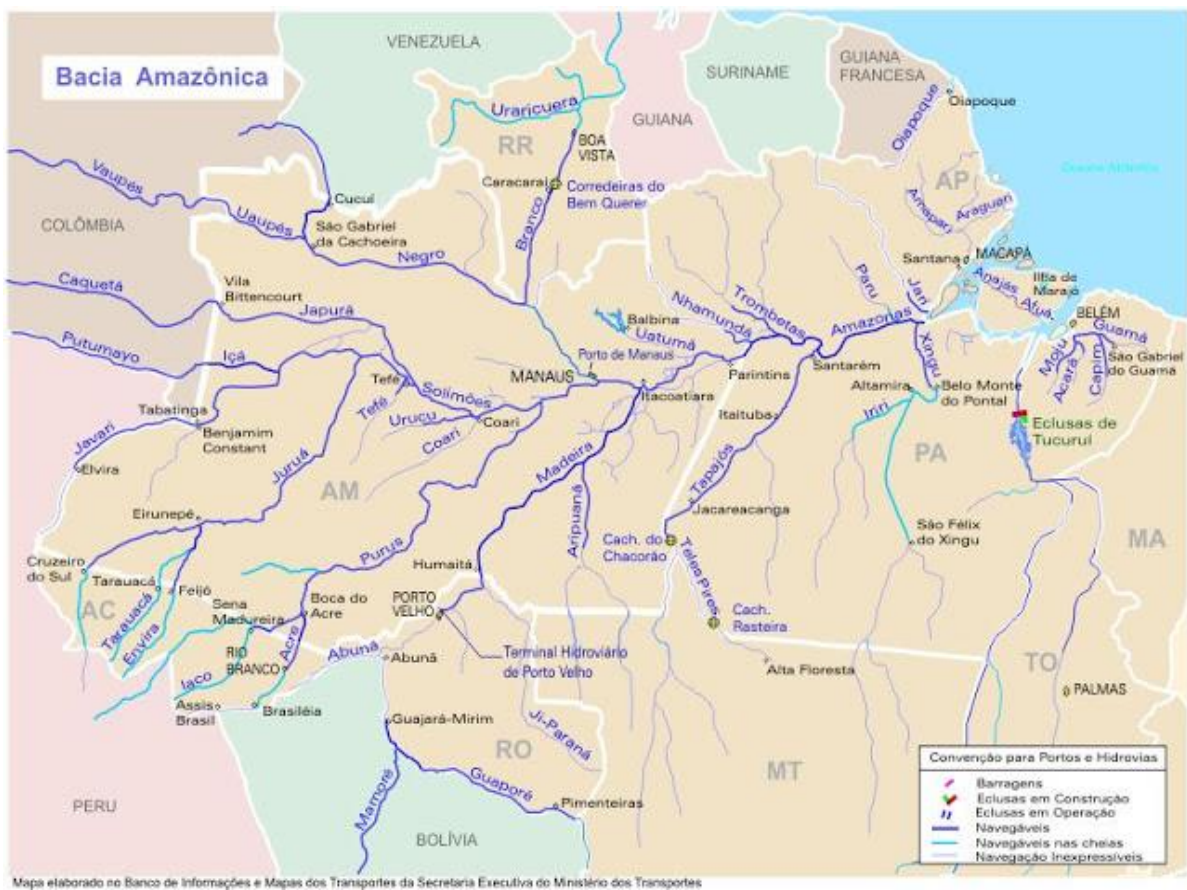 Bacia Amazônica
VENEZUELA
SURINAME
GUIANA
FRANCESA
GUIANA
COLÔMBIA
PERU
BOLÍVIA
Oiapoque
Oiapoque
Uraricuera
RR
BOA
VISTA
Caracaraí
Corredeiras do
Bem Querer
Branco
AP
Amapari
Araguari
Oceano Atlântico
Vaupés
Uaupés
Cucuí
São Gabriel
da Cachoeira
Negro
Santana
MACAPÁ
Ilha de
Marajó
Anajás
Afuá
BELÉM
Guamá
São Gabriel
do Guama
Moju
Acará
Capim
Caquetá
Vila
Bittencourt
Japurá
Putumayo
Içá
Balbina
Uatumã
Nhamundá
Trombetas
Paru
Jari
Amazonas
Xingu
Porto de Manaus
MANAUS
Itacoatiara
Parintina
Santarém
Altamira
Belo Monte
do Pontal
Iriri
Eclusas de
Tucuruí
Tefé
Tefé
Solimões
Uruçu
Coari
Coari
Tabatinga
Benjamim
Constant
Javari
Elvira
Juruá
AM
Madeira
Itaituba
Tapajós
PA
MA
Jacareacanga
Eirunepé
Purus
Aripuanã
Cach. do
Chacorão
São Félix
do Xingu
Cruzeiro
do Sul
Tarauacá
Feijó
Humaitá
Teles Pires
AC
Tarauacá
Envira
Sena
Madureira
Boca do
Acre
PORTO
VELHO
Cach.
Rasteira
RIO
BRANCO
Acre
Abunã
Abunã
Terminal Hidroviário
de Porto Velho
Alta Floresta
TO
PALMAS
Iaco
Assis
Brasil
Brasiléia
Guajará-Mirim
RO
Ji-Paraná
MT
Mamoré
Guaporé
Pimenteiras
Convenção para Portos e Hidrovias
Barragens
Eclusas em Construção
Eclusas em Operação
Navegáveis
Navegáveis nas cheias
Navegação Inexpressíveis
Mapa elaborado no Banco de Informações e Mapas dos Transportes da Secretaria Executiva do Ministério dos Transportes